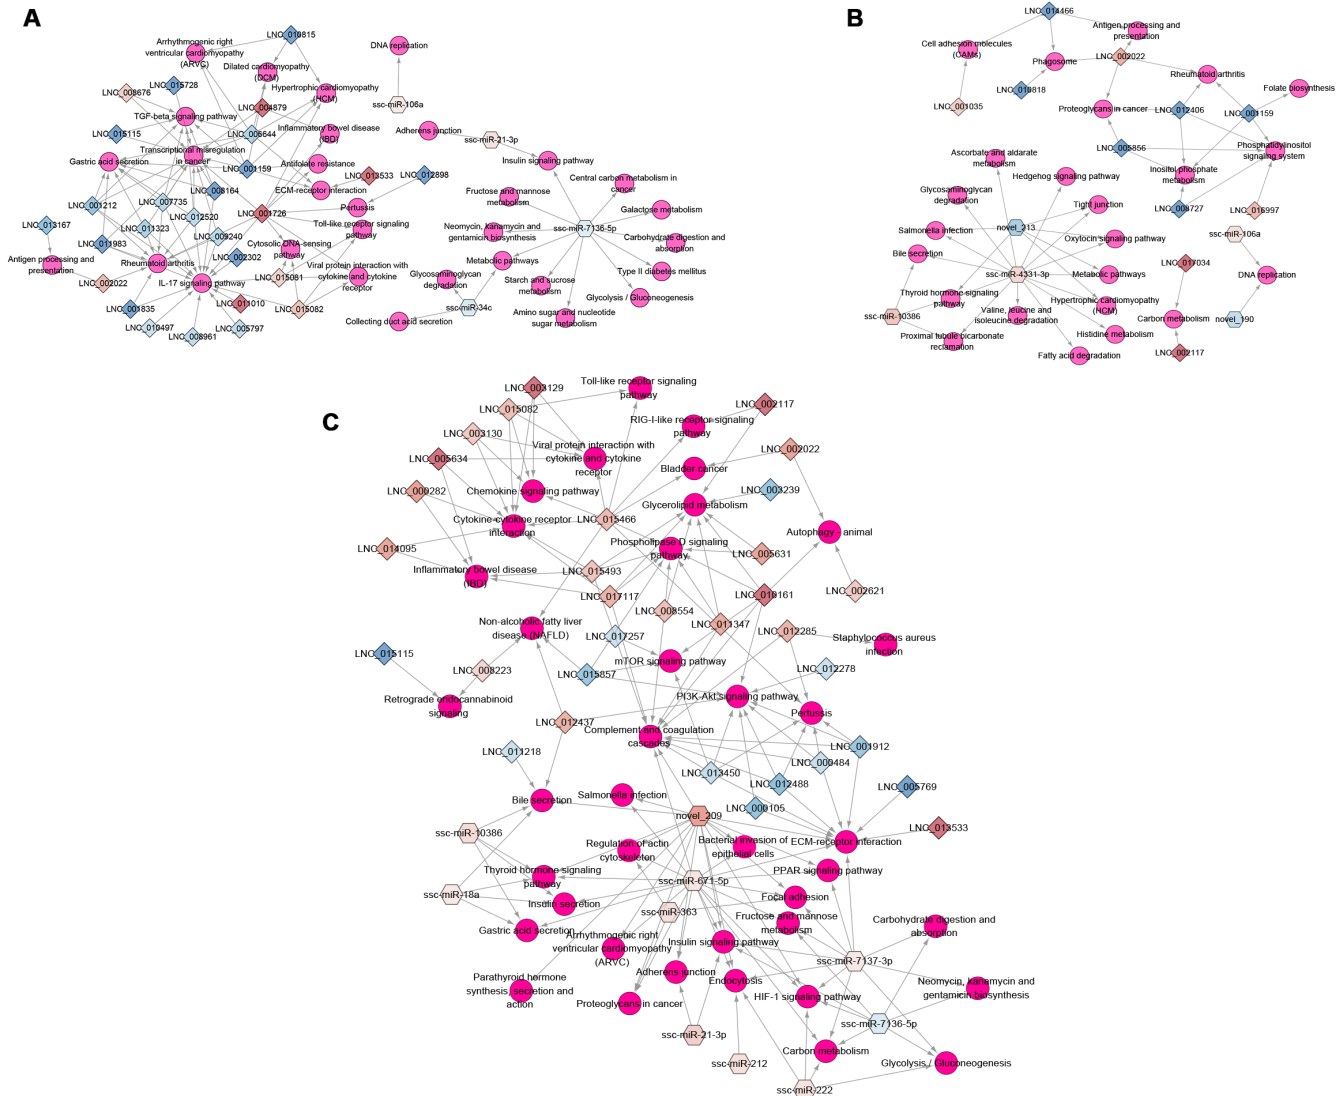 A
LNC_010815
Arrhythmogenic right
ventricular cardiomyopathy
(ARVC)
DNA replication
Dilated cardiomyopathy
(DCM)
LNC_015728
LNC_008676
Hypertrophic cardiomyopathy
(HCM)
LNC_004879
ssc-miR-106a
TGF-beta signaling pathway
LNC_015115
LNC_005644
Inflammatory bowel disease
(IBD)
Adherens junction
ssc-miR-21-3p
Transcriptional misregulation
in cancer
Gastric acid secretion
LNC_001159
Antifolate resistance
Insulin signaling pathway
LNC_013533
LNC_012898
Central carbon metabolism in
cancer
LNC_008164
ECM-receptor interaction
Fructose and mannose
metabolism
LNC_007735
LNC_001212
LNC_012520
LNC_001726
Pertussis
Galactose metabolism
LNC_013167
LNC_011323
Toll-like receptor signaling
pathway
Neomycin, kanamycin and
gentamicin biosynthesis
ssc-miR-7136-5p
LNC_009240
LNC_011983
Cytosolic DNA-sensing
pathway
Carbohydrate digestion and
absorption
LNC_002302
Antigen processing and
presentation
Rheumatoid arthritis
Metabolic pathways
Viral protein interaction with
cytokine and cytokine
receptor
Type II diabetes mellitus
LNC_002022
IL-17 signaling pathway
LNC_015081
Glycosaminoglycan
degradation
Starch and sucrose
metabolism
Glycolysis / Gluconeogenesis
LNC_001835
LNC_011010
LNC_015082
ssc-miR-34c
Collecting duct acid secretion
Amino sugar and nucleotide
sugar metabolism
LNC_010497
LNC_008961
LNC_005797
B
LNC_014466
Antigen processing and
presentation
Cell adhesion molecules
(CAMs)
Phagosome
LNC_002022
Rheumatoid arthritis
LNC_010818
Folate biosynthesis
LNC_001035
Proteoglycans in cancer
LNC_012406
LNC_001159
LNC_005856
Phosphatidylinositol
signaling system
Ascorbate and aldarate
metabolism
Hedgehog signaling pathway
Inositol phosphate
metabolism
Glycosaminoglycan
degradation
Tight junction
LNC_008727
LNC_016997
Salmonella infection
novel_213
Oxytocin signaling pathway
ssc-miR-106a
Bile secretion
ssc-miR-4331-3p
Metabolic pathways
LNC_017034
DNA replication
Thyroid hormone signaling
pathway
Hypertrophic cardiomyopathy
(HCM)
ssc-miR-10386
Valine, leucine and
isoleucine degradation
Carbon metabolism
novel_190
Proximal tubule bicarbonate
reclamation
Histidine metabolism
Fatty acid degradation
LNC_002117
C
LNC_003129
Toll-like receptor signaling
pathway
LNC_015082
LNC_002117
RIG-I-like receptor signaling
pathway
LNC_003130
Viral protein interaction with
cytokine and cytokine
receptor
LNC_002022
LNC_005634
Bladder cancer
LNC_000282
Chemokine signaling pathway
LNC_003239
Glycerolipid metabolism
Cytokine-cytokine receptor
interaction
LNC_015466
Autophagy - animal
LNC_014095
Phospholipase D signaling
pathway
LNC_005631
Inflammatory bowel disease
(IBD)
LNC_015493
LNC_017117
LNC_010161
LNC_002621
LNC_008554
Non-alcoholic fatty liver
disease (NAFLD)
LNC_011347
LNC_017257
LNC_012285
Staphylococcus aureus
infection
LNC_015115
LNC_008223
mTOR signaling pathway
LNC_015857
LNC_012278
Retrograde endocannabinoid
signaling
PI3K-Akt signaling pathway
LNC_012437
Pertussis
Complement and coagulation
cascades
LNC_011218
LNC_001912
LNC_000484
LNC_013450
LNC_012488
LNC_005769
Bile secretion
Salmonella infection
LNC_000105
novel_209
LNC_013533
ssc-miR-10386
Regulation of actin
cytoskeleton
Bacterial invasion of
epithelial cells
ECM-receptor interaction
Thyroid hormone signaling
pathway
PPAR signaling pathway
ssc-miR-671-5p
ssc-miR-18a
Insulin secretion
Focal adhesion
ssc-miR-363
Fructose and mannose
metabolism
Carbohydrate digestion and
absorption
Gastric acid secretion
Arrhythmogenic right
ventricular cardiomyopathy
(ARVC)
Insulin signaling pathway
ssc-miR-7137-3p
Adherens junction
Parathyroid hormone
synthesis, secretion and
action
Endocytosis
Neomycin, kanamycin and
gentamicin biosynthesis
Proteoglycans in cancer
HIF-1 signaling pathway
ssc-miR-7136-5p
ssc-miR-21-3p
Carbon metabolism
ssc-miR-212
Glycolysis / Gluconeogenesis
ssc-miR-222